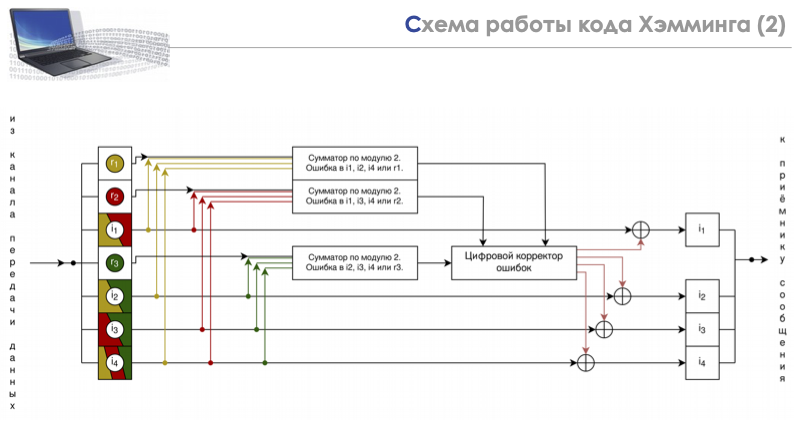 Схема работы кода Хэмминга (2)
из канала передачи данных
r1
r2
i1
r3
i2
i3
i4
Сумматор по модулю 2.
Ошибка в i1, i2, i4 или r1.
Сумматор по модулю 2.
Ошибка в i1, i3, i4 или r2.
Сумматор по модулю 2.
Ошибка в i2, i3, i4 или r3.
Цифровой корректор
ошибок
i1
i2
i3
i4
к приёмнику сообщения